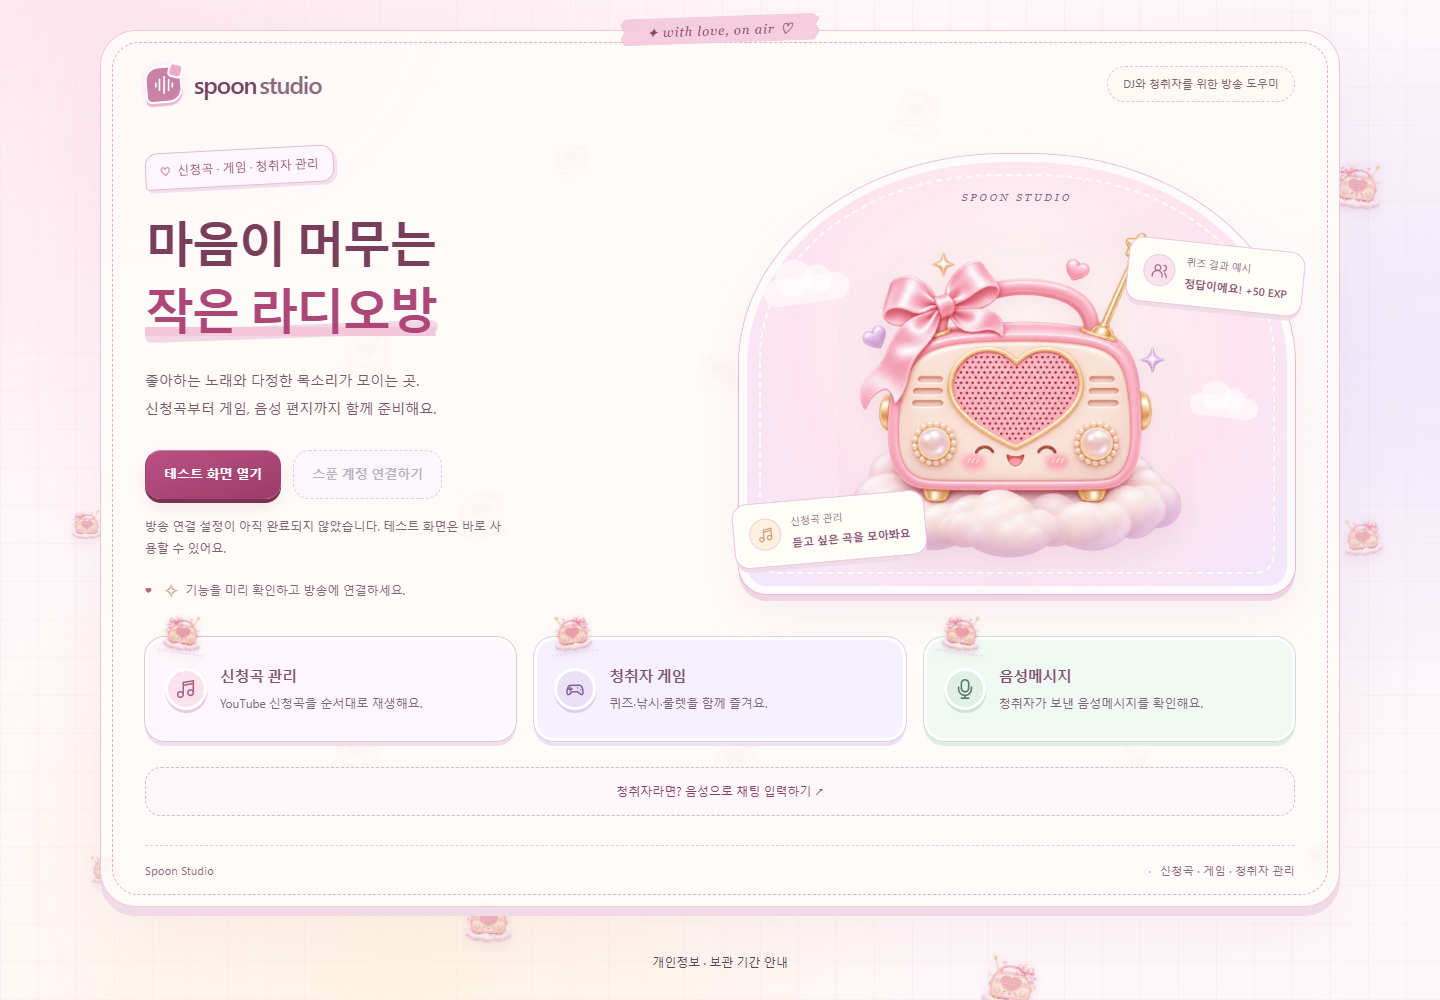 ✦ with love, on air ♡
spoon studio
DJ와 청취자를 위한 방송 도우미
♡ 신청곡 · 게임 · 청취자 관리
마음이 머무는
작은 라디오방
좋아하는 노래와 다정한 목소리가 모이는 곳.
신청곡부터 게임, 음성 편지까지 함께 준비해요.
테스트 화면 열기
스푼 계정 연결하기
방송 연결 설정이 아직 완료되지 않았습니다. 테스트 화면은 바로 사
용할 수 있어요.
♥ ✧ 기능을 미리 확인하고 방송에 연결하세요.
SPOON STUDIO
퀴즈 결과 예시
정답이에요! +50 EXP
신청곡 관리
듣고 싶은 곡을 모아봐요
신청곡 관리
YouTube 신청곡을 순서대로 재생해요.
청취자 게임
퀴즈·낚시·룰렛을 함께 즐겨요.
음성메시지
청취자가 보낸 음성메시지를 확인해요.
청취자라면? 음성으로 채팅 입력하기 ↗
Spoon Studio
· 신청곡 · 게임 · 청취자 관리
개인정보 · 보관 기간 안내